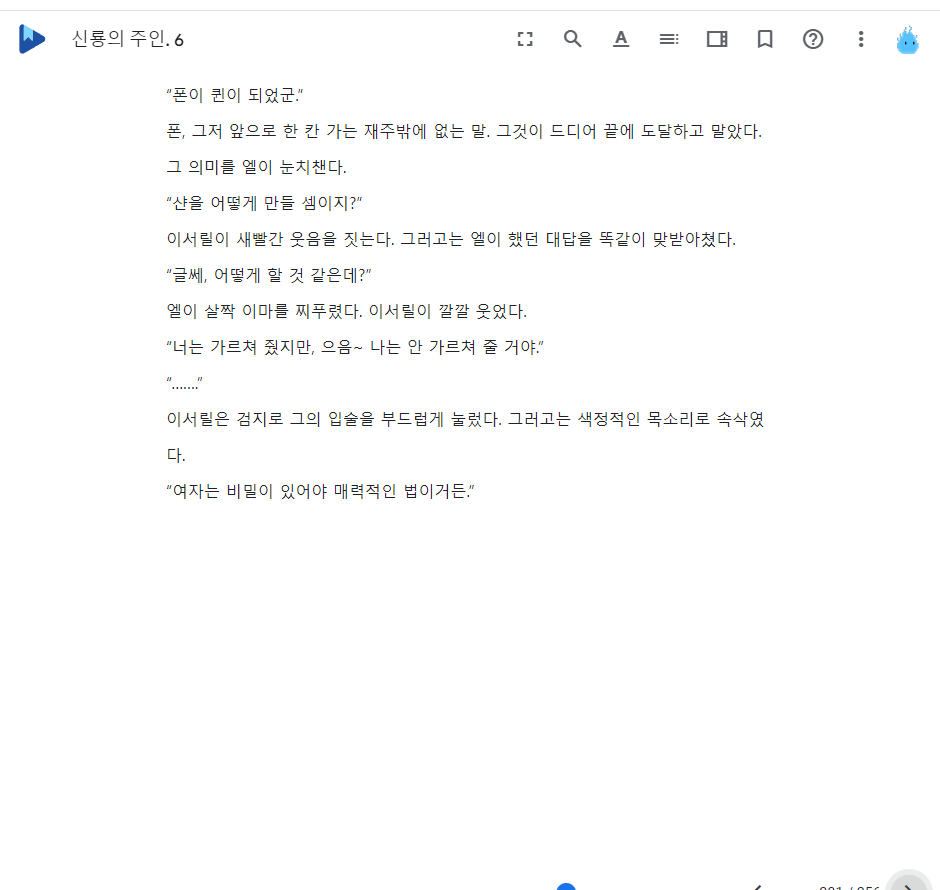 신룡의 주인. 6
“폰이 퀸이 되었군.”
폰, 그저 앞으로 한 칸 가는 재주밖에 없는 말. 그것이 드디어 끝에 도달하고 말았다.
그 의미를 엘이 눈치챈다.
“샨을 어떻게 만들 셈이지?”
이서릴이 새빨간 웃음을 짓는다. 그러고는 엘이 했던 대답을 똑같이 맞받아쳤다.
“글쎄, 어떻게 할 것 같은데?”
엘이 살짝 이마를 찌푸렸다. 이서릴이 깔깔 웃었다.
“너는 가르쳐 줬지만, 으음~ 나는 안 가르쳐 줄 거야.”
“…….”
이서릴은 검지로 그의 입술을 부드럽게 눌렀다. 그러고는 색정적인 목소리로 속삭였
다.
“여자는 비밀이 있어야 매력적인 법이거든.”